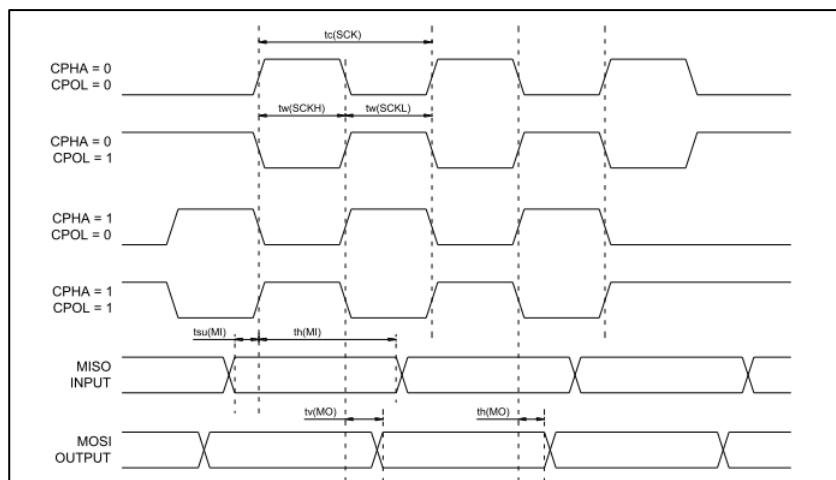 tc(SCK)
CPHA = 0
CPOL = 0
tw(SCKH)
tw(SCKL)
CPHA = 0
CPOL = 1
CPHA = 1
CPOL = 0
CPHA = 1
CPOL = 1
tsu(MI)
th(MI)
MISO
INPUT
tv(MO)
th(MO)
MOSI
OUTPUT